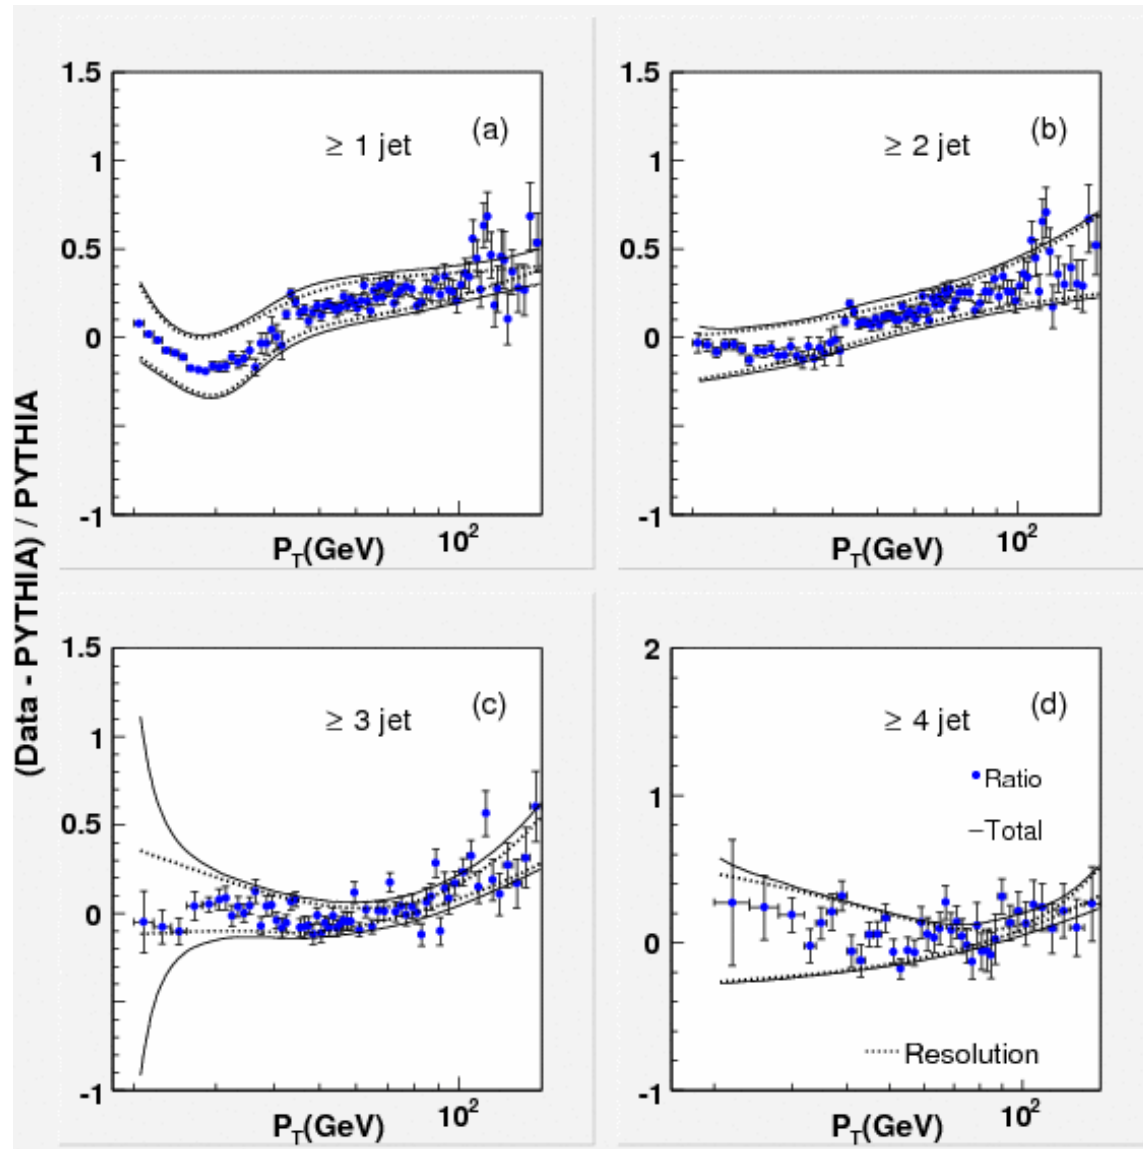 (Data - PYTHIA) / PYTHIA
1.5
1
0.5
0
-1
≥ 1 jet
(a)
P_T(GeV)
10^2
1.5
1
0.5
0
-1
≥ 2 jet
(b)
P_T(GeV)
10^2
1.5
1
0.5
0
-1
≥ 3 jet
(c)
P_T(GeV)
10^2
2
1
0
-1
≥ 4 jet
(d)
Ratio
Total
Resolution
P_T(GeV)
10^2